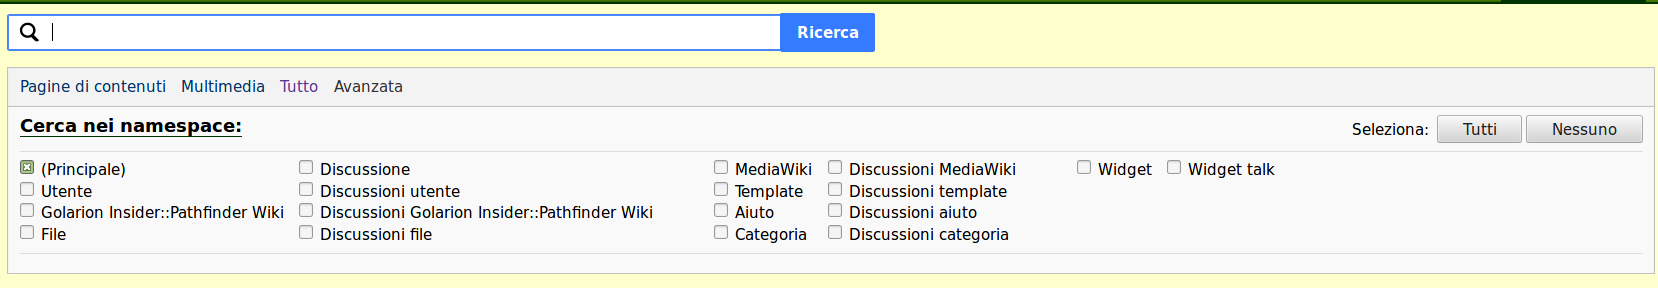 Ricerca
Pagine di contenuti Multimedia Tutto Avanzata
Cerca nei namespace: Seleziona: Tutti Nessuno
(Principale) Discussione MediaWiki Discussioni MediaWiki Widget Widget talk
Utente Discussioni utente Template Discussioni template
Golarion Insider::Pathfinder Wiki Discussioni Golarion Insider::Pathfinder Wiki Aiuto Discussioni aiuto
File Discussioni file Categoria Discussioni categoria